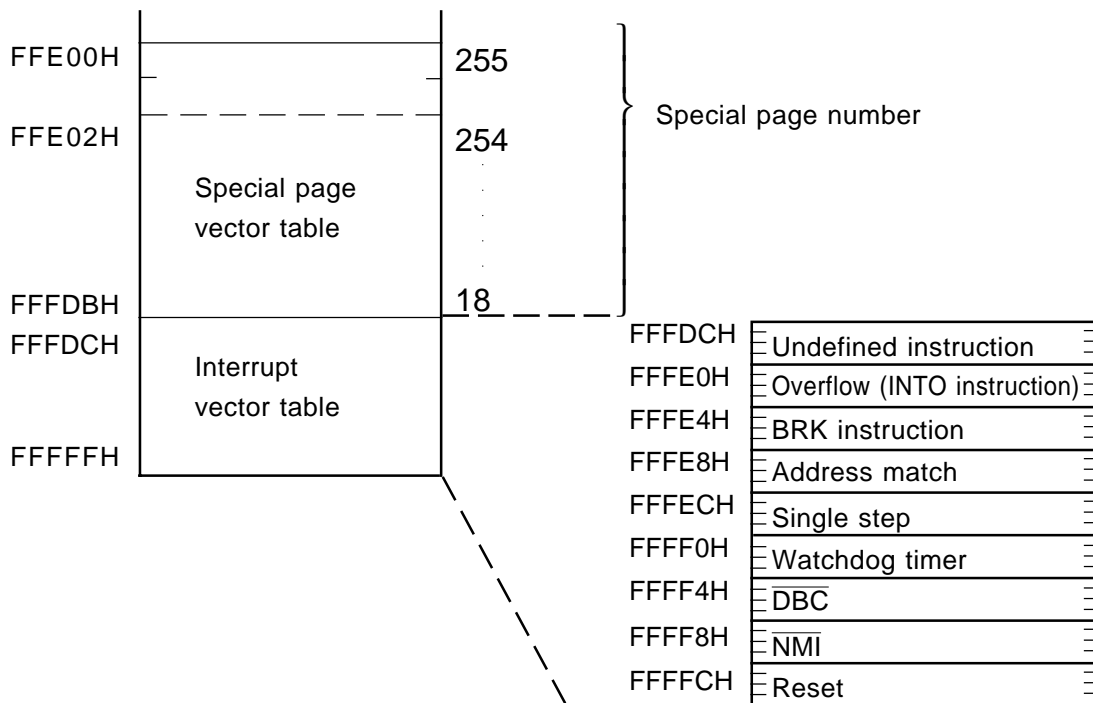 FFE00H
255
FFE02H
254
Special page number
Special page
vector table
FFFDBH
18
FFFDCH
Interrupt
vector table
FFFFFH
FFFDCH Undefined instruction
FFFE0H Overflow (INTO instruction)
FFFE4H BRK instruction
FFFE8H Address match
FFFECH Single step
FFFF0H Watchdog timer
FFFF4H DBC
FFFF8H NMI
FFFFCH Reset